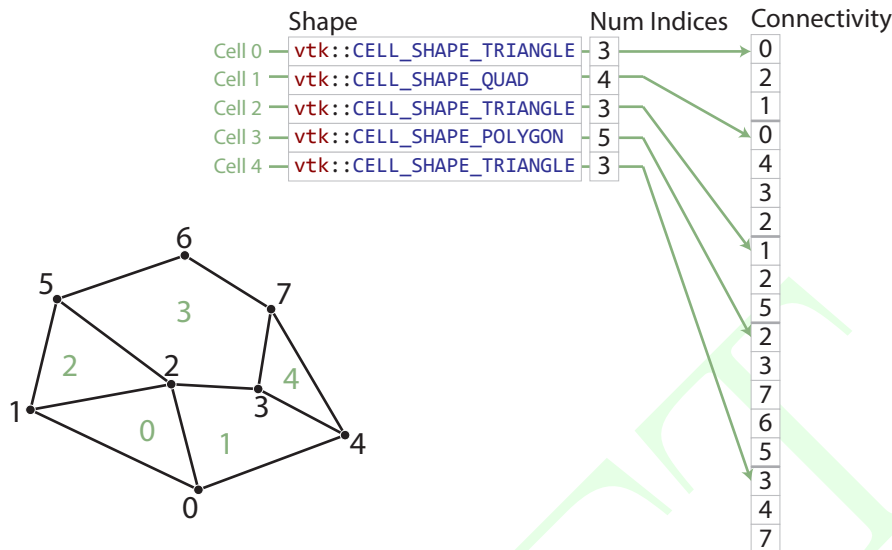 Shape Num Indices Connectivity
Cell 0 vtk::CELL_SHAPE_TRIANGLE 3 0
2
Cell 1 vtk::CELL_SHAPE_QUAD 4
Cell 2 vtk::CELL_SHAPE_TRIANGLE 3 1
Cell 3 vtk::CELL_SHAPE_POLYGON 5 0
Cell 4 vtk::CELL_SHAPE_TRIANGLE 3 4
3
2
1
2
5
2
3
7
6
5
3
4
7
6
5 7
3
2 2 4
1 3
0 1 4
0